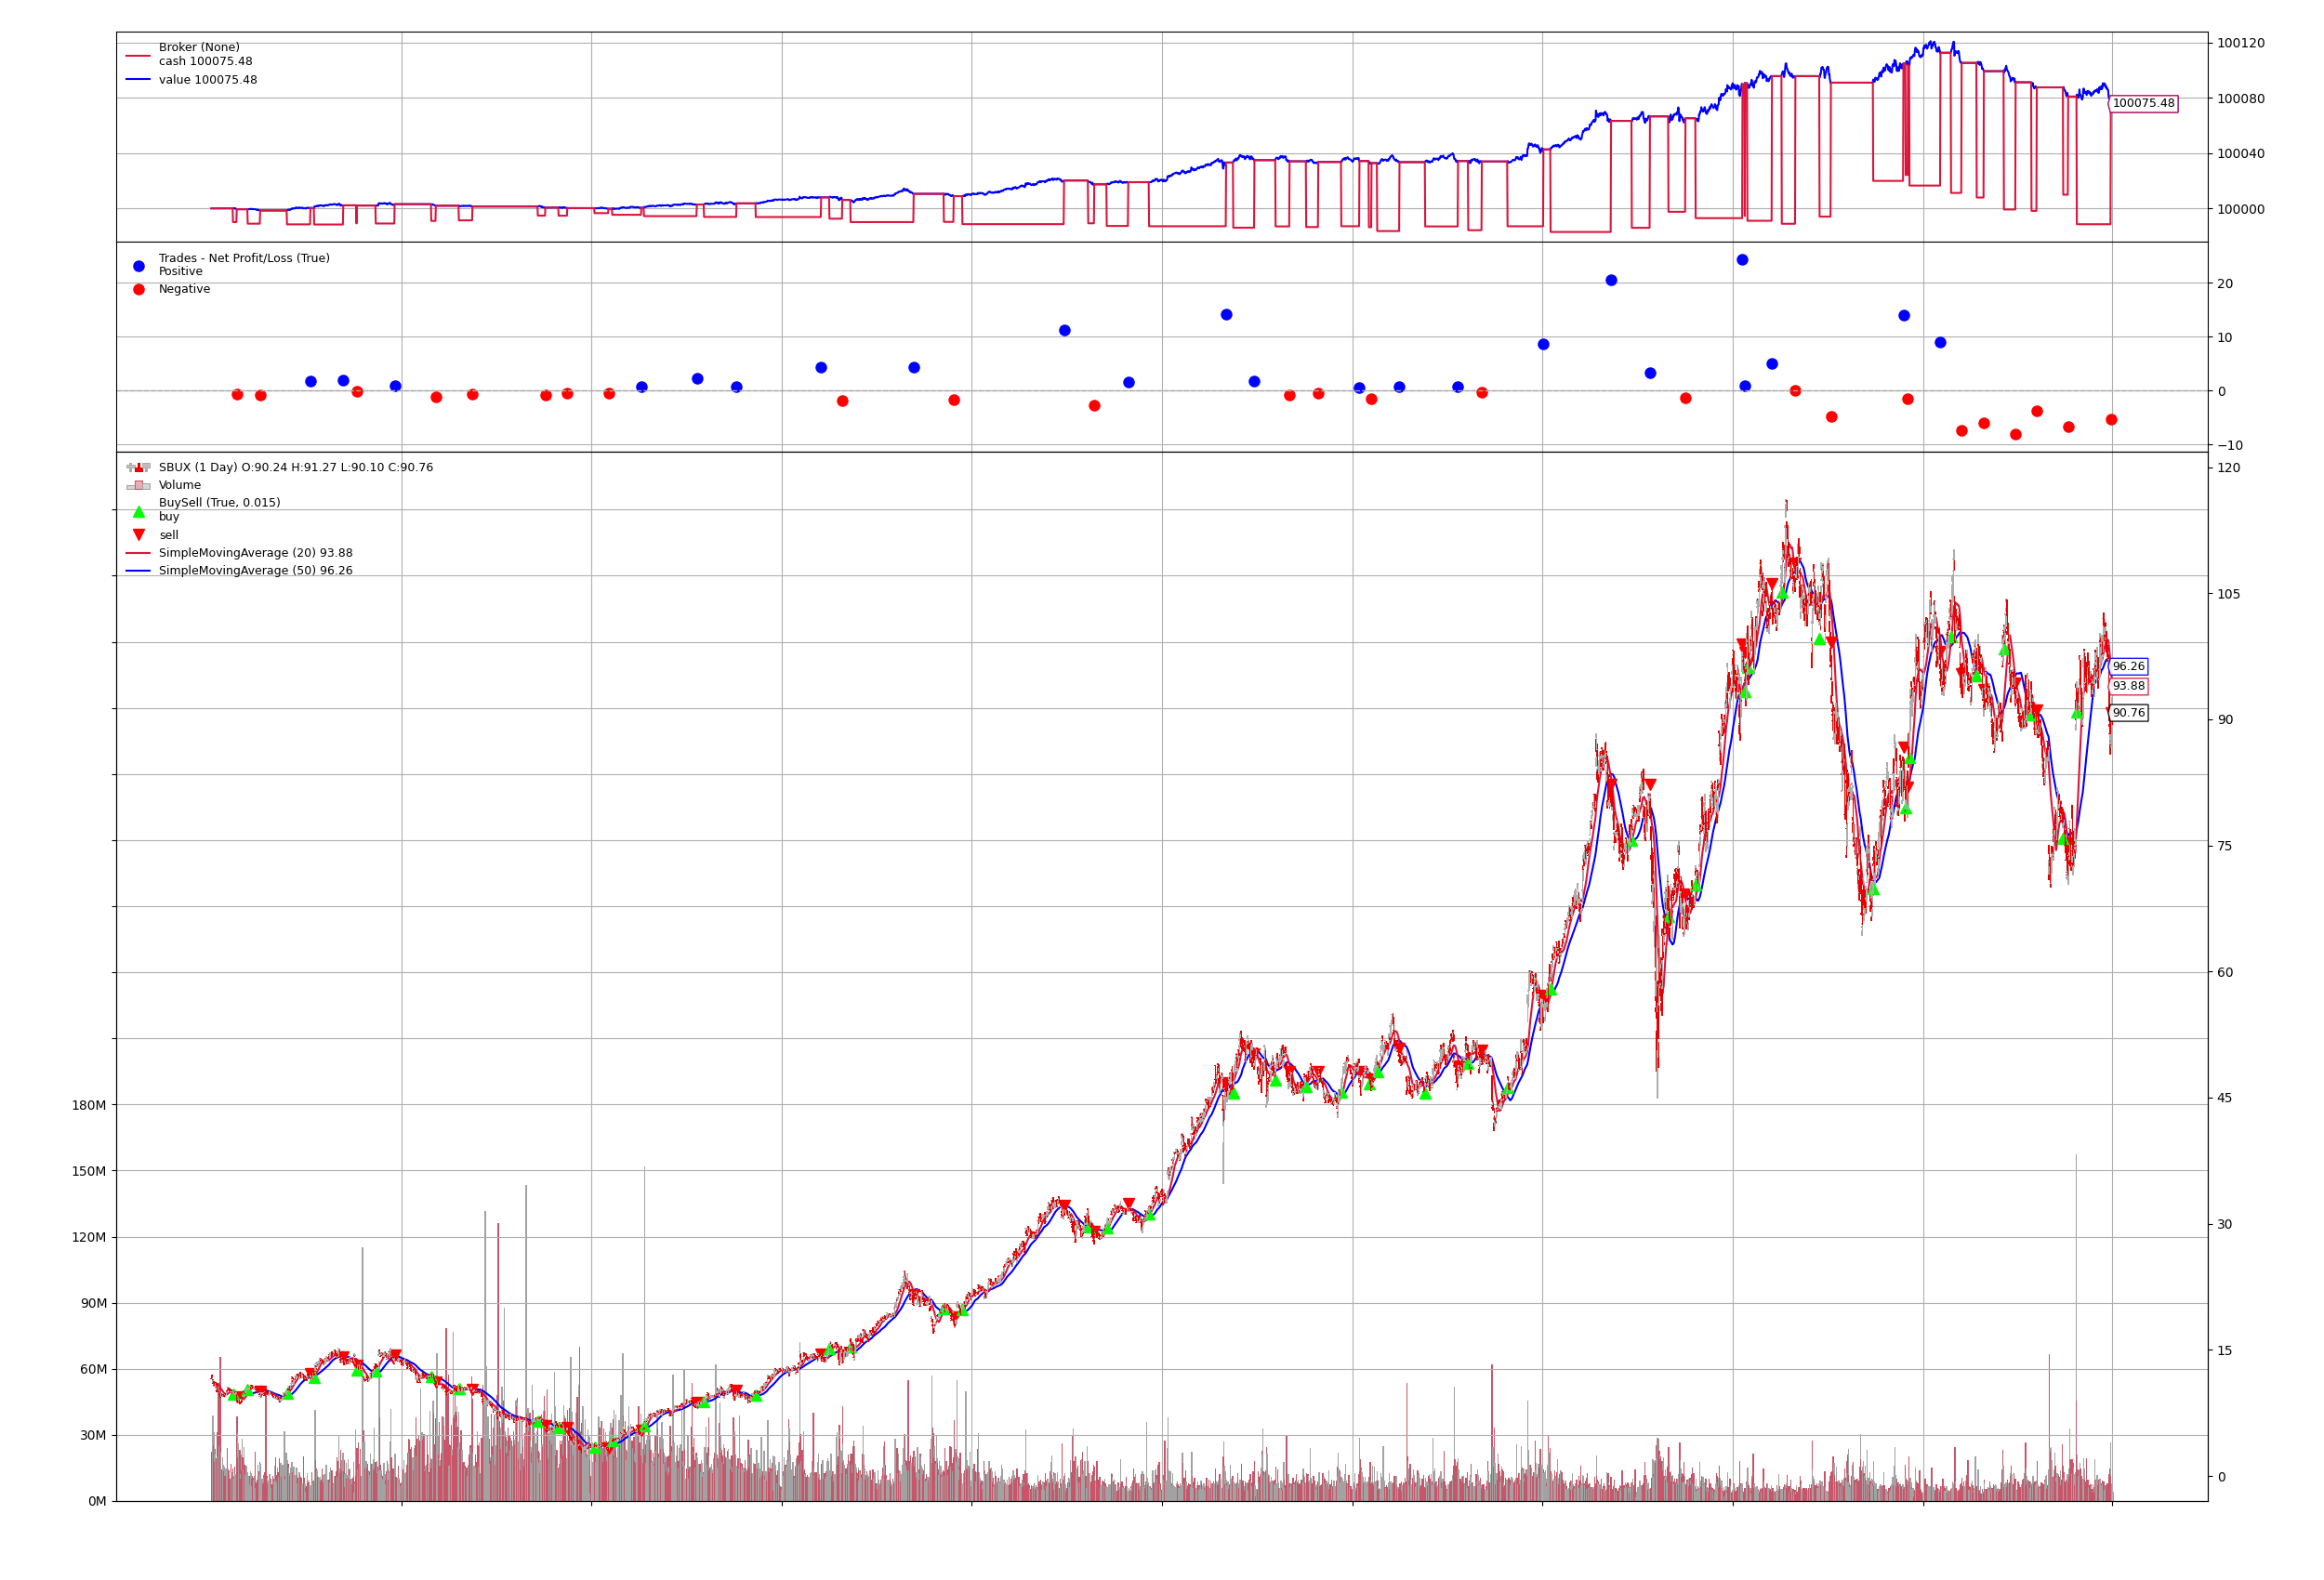 Broker (None)
cash 100075.48
value 100075.48
100120
100080
100075.48
100040
100000
Trades - Net Profit/Loss (True)
Positive
Negative
20
10
0
−10
SBUX (1 Day) O:90.24 H:91.27 L:90.10 C:90.76
Volume
BuySell (True, 0.015)
buy
sell
SimpleMovingAverage (20) 93.88
SimpleMovingAverage (50) 96.26
120
105
96.26
93.88
90.76
90
75
60
45
30
15
0
180M
150M
120M
90M
60M
30M
0M